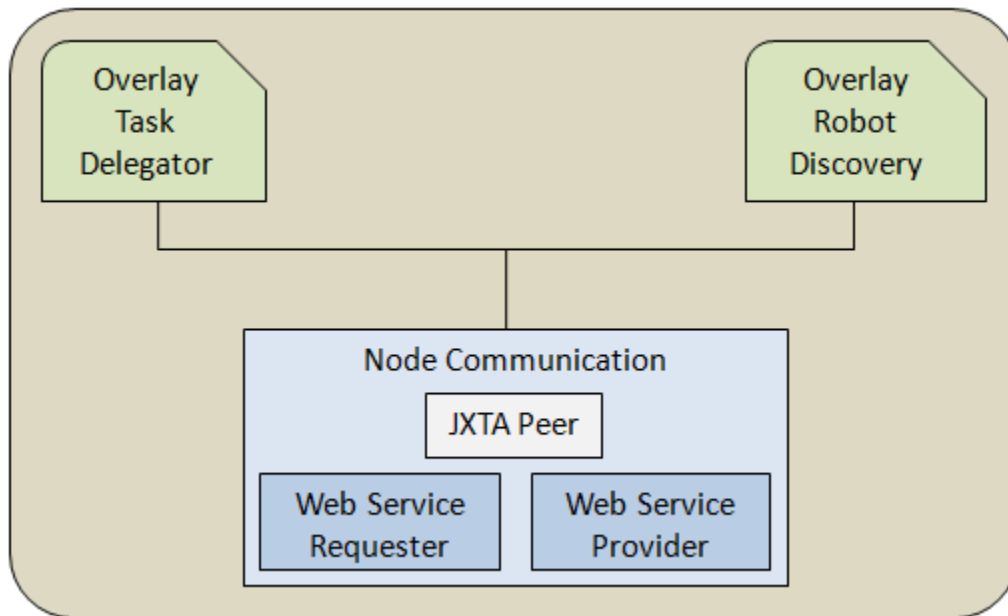 Overlay
Task
Delegator
Overlay
Robot
Discovery
Node Communication
JXTA Peer
Web Service
Requester
Web Service
Provider